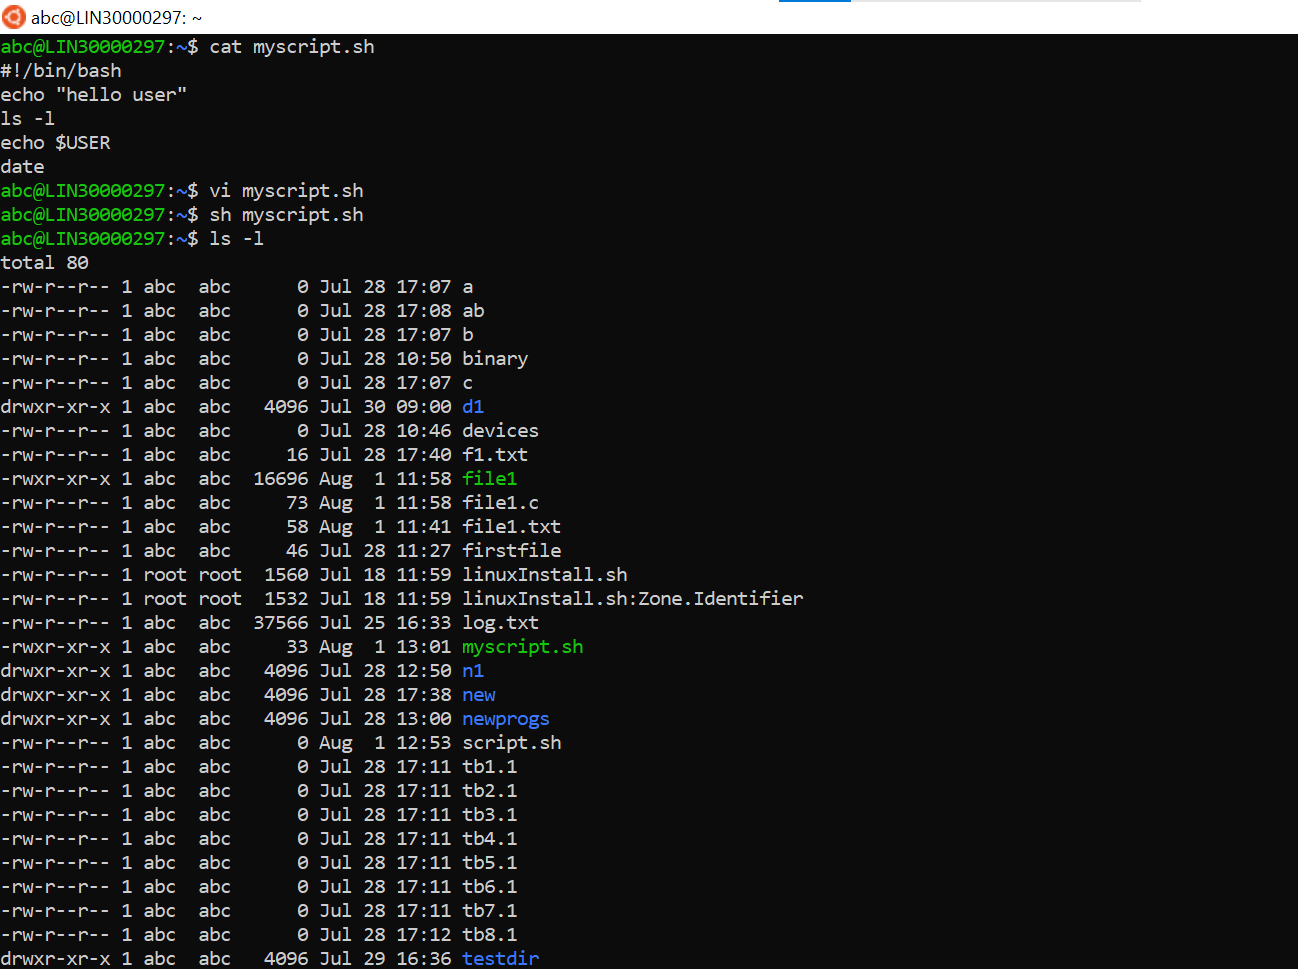 abc@LIN30000297: ~
abc@LIN30000297:~$ cat myscript.sh
#!/bin/bash
echo "hello user"
ls -l
echo $USER
date
abc@LIN30000297:~$ vi myscript.sh
abc@LIN30000297:~$ sh myscript.sh
abc@LIN30000297:~$ ls -l
total 80
-rw-r--r-- 1 abc  abc      0 Jul 28 17:07 a
-rw-r--r-- 1 abc  abc      0 Jul 28 17:08 ab
-rw-r--r-- 1 abc  abc      0 Jul 28 17:07 b
-rw-r--r-- 1 abc  abc      0 Jul 28 10:50 binary
-rw-r--r-- 1 abc  abc      0 Jul 28 17:07 c
drwxr-xr-x 1 abc  abc   4096 Jul 30 09:00 d1
-rw-r--r-- 1 abc  abc      0 Jul 28 10:46 devices
-rw-r--r-- 1 abc  abc     16 Jul 28 17:40 f1.txt
-rwxr-xr-x 1 abc  abc  16696 Aug  1 11:58 file1
-rw-r--r-- 1 abc  abc     73 Aug  1 11:58 file1.c
-rw-r--r-- 1 abc  abc     58 Aug  1 11:41 file1.txt
-rw-r--r-- 1 abc  abc     46 Jul 28 11:27 firstfile
-rw-r--r-- 1 root root  1560 Jul 18 11:59 linuxInstall.sh
-rw-r--r-- 1 root root  1532 Jul 18 11:59 linuxInstall.sh:Zone.Identifier
-rw-r--r-- 1 abc  abc  37566 Jul 25 16:33 log.txt
-rwxr-xr-x 1 abc  abc     33 Aug  1 13:01 myscript.sh
drwxr-xr-x 1 abc  abc   4096 Jul 28 12:50 n1
drwxr-xr-x 1 abc  abc   4096 Jul 28 17:38 new
drwxr-xr-x 1 abc  abc   4096 Jul 28 13:00 newprogs
-rw-r--r-- 1 abc  abc      0 Aug  1 12:53 script.sh
-rw-r--r-- 1 abc  abc      0 Jul 28 17:11 tb1.1
-rw-r--r-- 1 abc  abc      0 Jul 28 17:11 tb2.1
-rw-r--r-- 1 abc  abc      0 Jul 28 17:11 tb3.1
-rw-r--r-- 1 abc  abc      0 Jul 28 17:11 tb4.1
-rw-r--r-- 1 abc  abc      0 Jul 28 17:11 tb5.1
-rw-r--r-- 1 abc  abc      0 Jul 28 17:11 tb6.1
-rw-r--r-- 1 abc  abc      0 Jul 28 17:11 tb7.1
-rw-r--r-- 1 abc  abc      0 Jul 28 17:12 tb8.1
drwxr-xr-x 1 abc  abc   4096 Jul 29 16:36 testdir